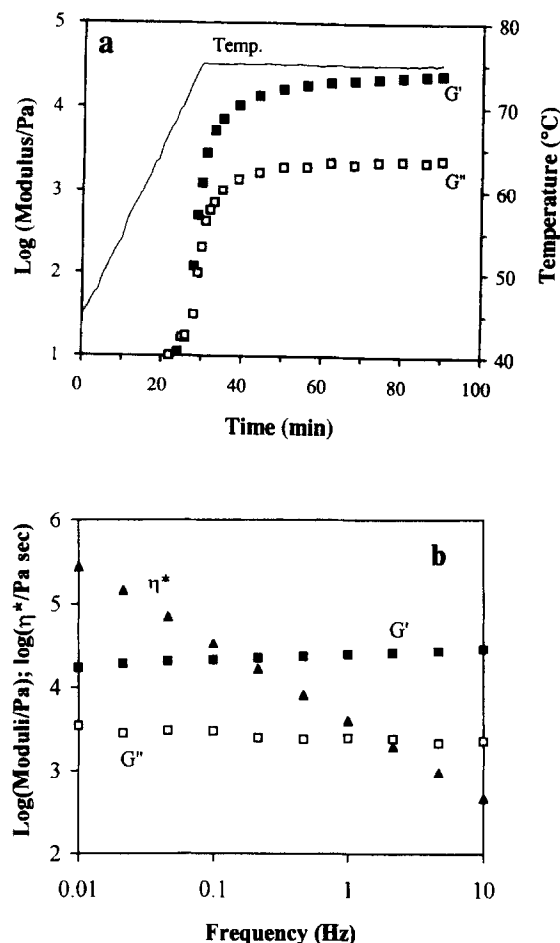 a
Temp.
G'
G''
5
4
3
2
1
80
70
60
50
40
0
20
40
60
80
100
Log (Modulus/Pa)
Temperature (°C)
Time (min)
b
η*
G'
G''
6
5
4
3
2
0.01
0.1
1
10
Log(Moduli/Pa); log(η*/Pa sec)
Frequency (Hz)